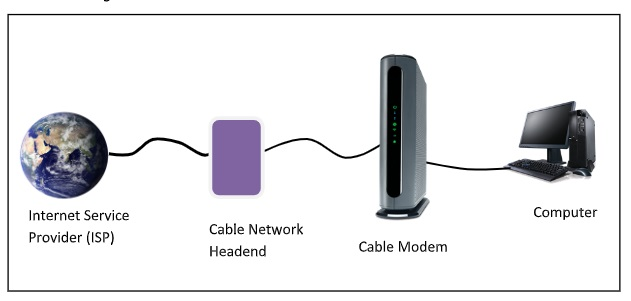 Internet Service
Provider (ISP)
Cable Network
Headend
Cable Modem
Computer